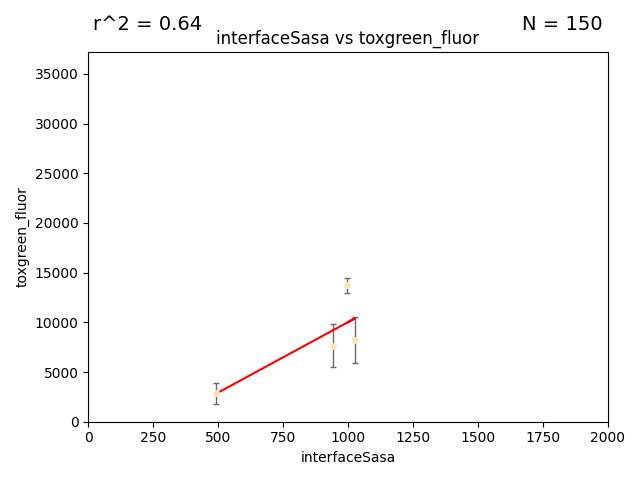 r^2 = 0.64
N = 150
interfaceSasa vs toxgreen_fluor
35000
30000
25000
20000
15000
10000
5000
0
toxgreen_fluor
0 250 500 750 1000 1250 1500 1750 2000
interfaceSasa